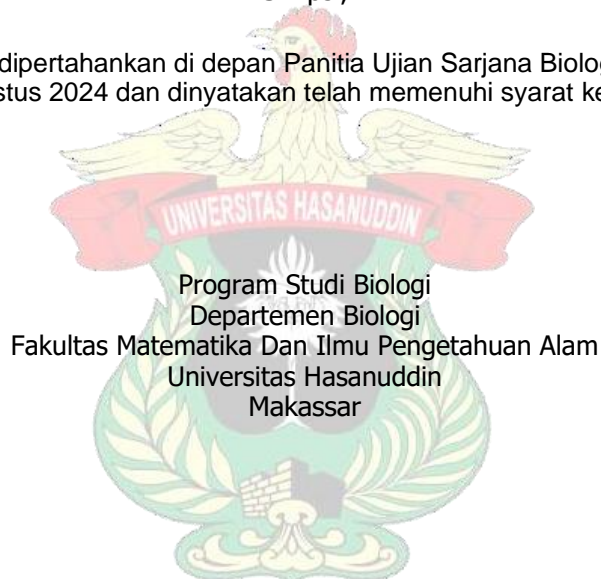 dipertahankan di depan Panitia Ujian Sarjana Biolog
stus 2024 dan dinyatakan telah memenuhi syarat ke
UNIVERSITAS HASANUDDIN
Program Studi Biologi
Departemen Biologi
Fakultas Matematika Dan Ilmu Pengetahuan Alam
Universitas Hasanuddin
Makassar